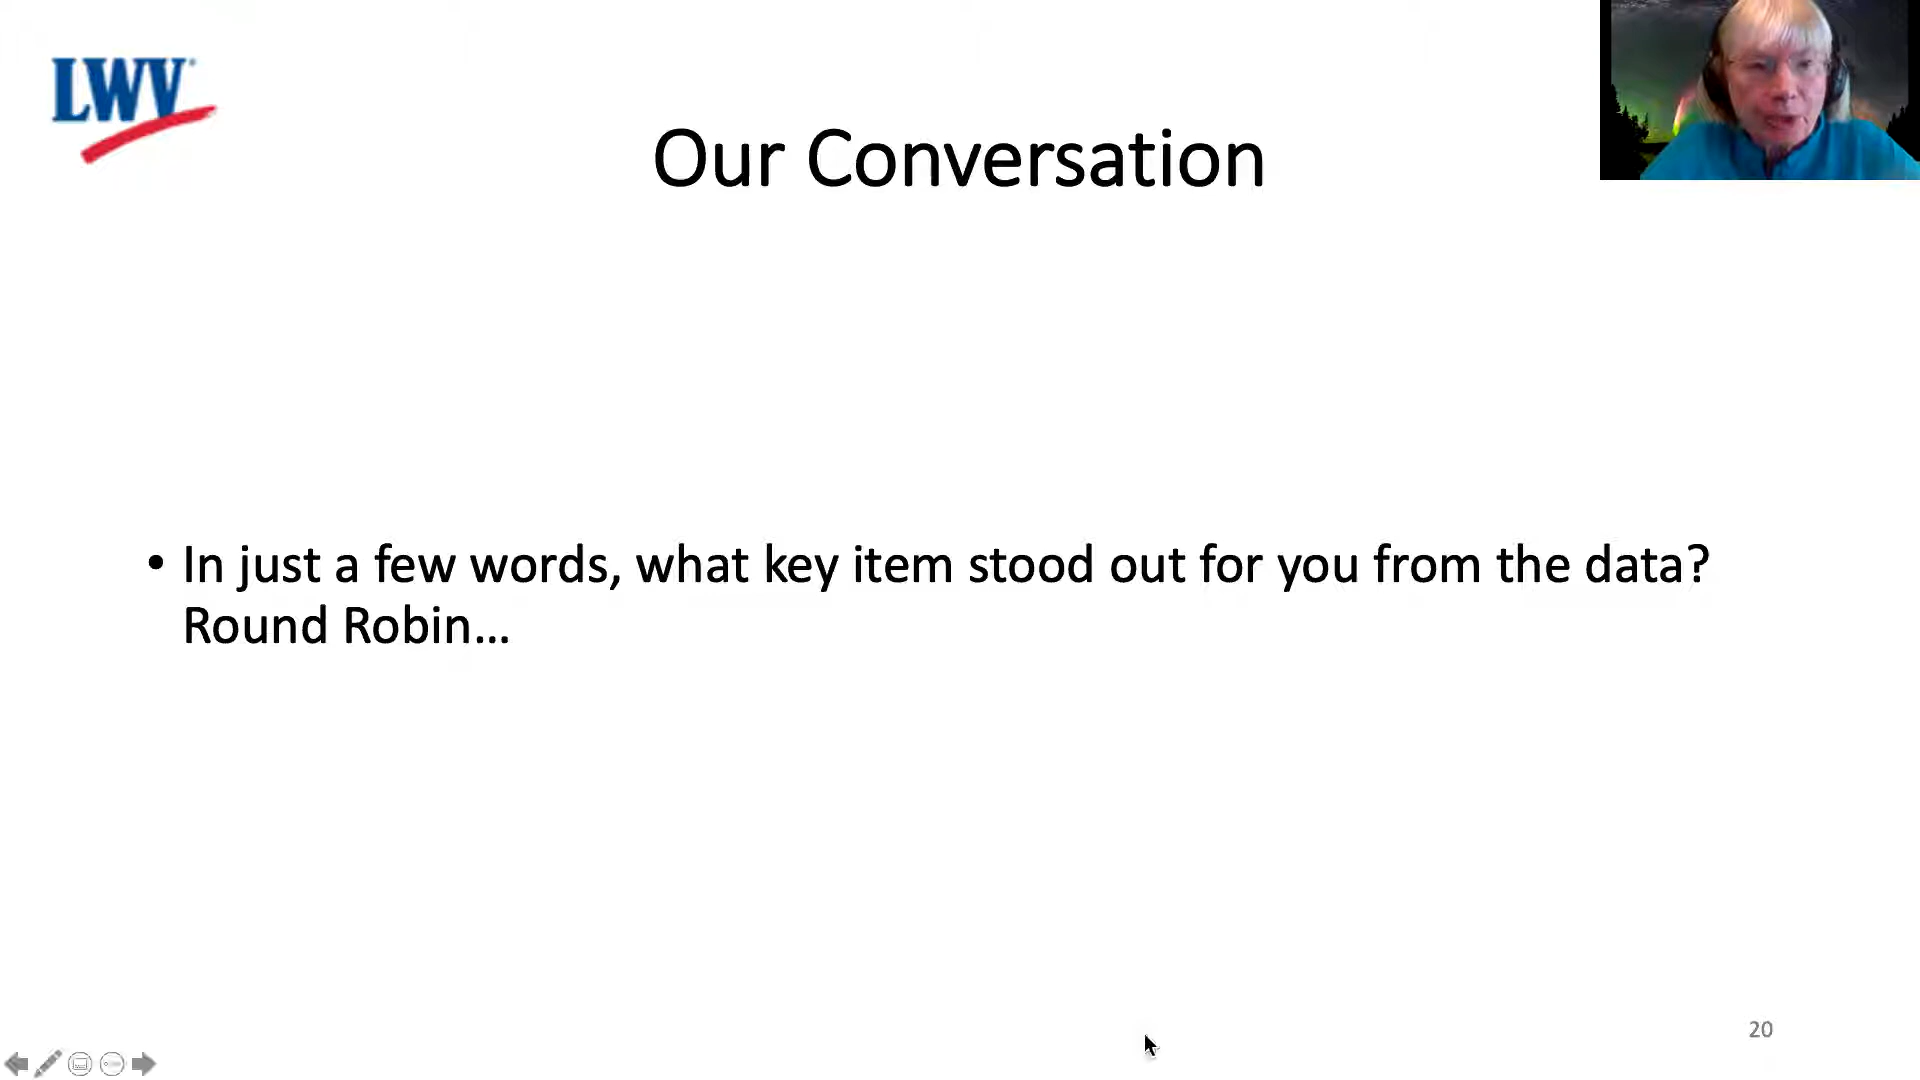 LWV
Our Conversation
• In just a few words, what key item stood out for you from the data?
Round Robin...
20